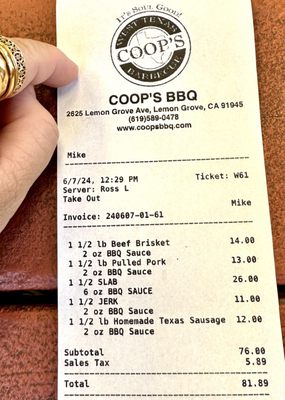 It's Soul Good!
WEST TEXAS
COOP'S
BARBECUE
COOP'S BBQ
2625 Lemon Grove Ave, Lemon Grove, CA 91945
(619)589-0478
www.coopsbbq.com
Mike
6/7/24, 12:29 PM Ticket: W61
Server: Ross L
Take Out
Mike
Invoice: 240607-01-61
1 1/2 lb Beef Brisket 14.00
2 oz BBQ Sauce
1 1/2 lb Pulled Pork 13.00
2 oz BBQ Sauce
1 1/2 SLAB 26.00
6 oz BBQ SAUCE
1 1/2 JERK 11.00
2 oz BBQ Sauce
1 1/2 lb Homemade Texas Sausage 12.00
2 oz BBQ Sauce
Subtotal 76.00
Sales Tax 5.89
Total 81.89